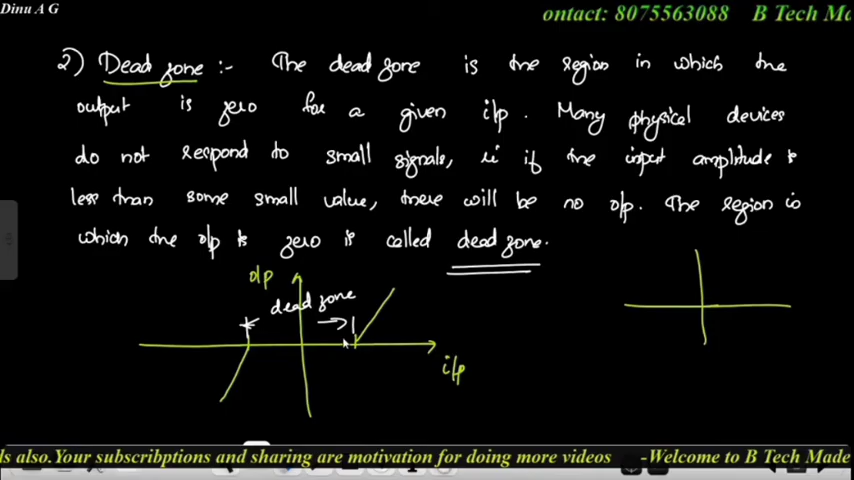 Dinu A G
ontact: 8075563088 B Tech Ma
2) Dead zone :- The dead zone is the region in which the
output is zero for a given i/p. Many physical devices
do not respond to small signals, ie if the input amplitude is
less than some small value, there will be no o/p. The region in
which the o/p is zero is called dead zone.
o/p
dead zone
i/p
ls also.Your subscribptions and sharing are motivation for doing more videos -Welcome to B Tech Made